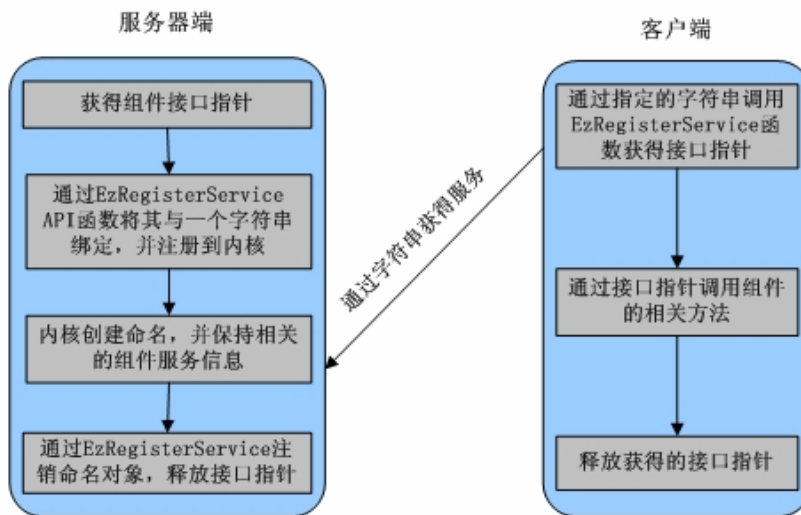 服务器端
获得组件接口指针
通过EzRegisterService
API函数将其与一个字符串
绑定，并注册到内核
内核创建命名，并保持相关
的组件服务信息
通过EzRegisterService注
销命名对象，释放接口指针
通过字符串获得服务
客户端
通过指定的字符串调用
EzRegisterService函
数获得接口指针
通过接口指针调用组件
的相关方法
释放获得的接口指针